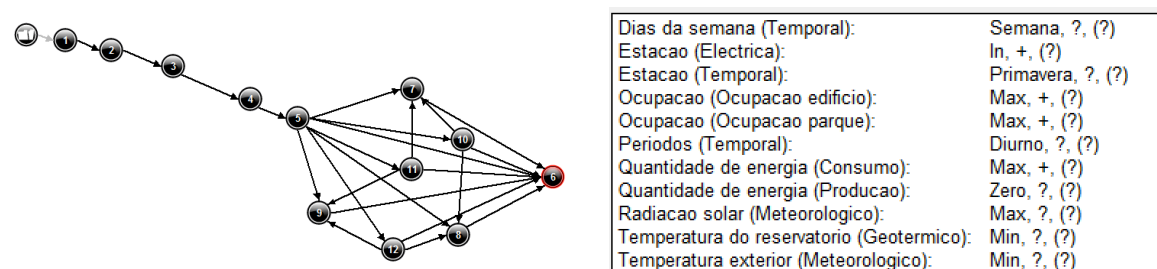 1
2
3
4
5
7
10
11
6
9
8
12
Dias da semana (Temporal): Semana, ?, (?)
Estacao (Electrica): In, +, (?)
Estacao (Temporal): Primavera, ?, (?)
Ocupacao (Ocupacao edificio): Max, +, (?)
Ocupacao (Ocupacao parque): Max, +, (?)
Periodos (Temporal): Diurno, ?, (?)
Quantidade de energia (Consumo): Max, +, (?)
Quantidade de energia (Producao): Zero, ?, (?)
Radiacao solar (Meteorologico): Max, ?, (?)
Temperatura do reservatorio (Geotermico): Min, ?, (?)
Temperatura exterior (Meteorologico): Min, ?, (?)